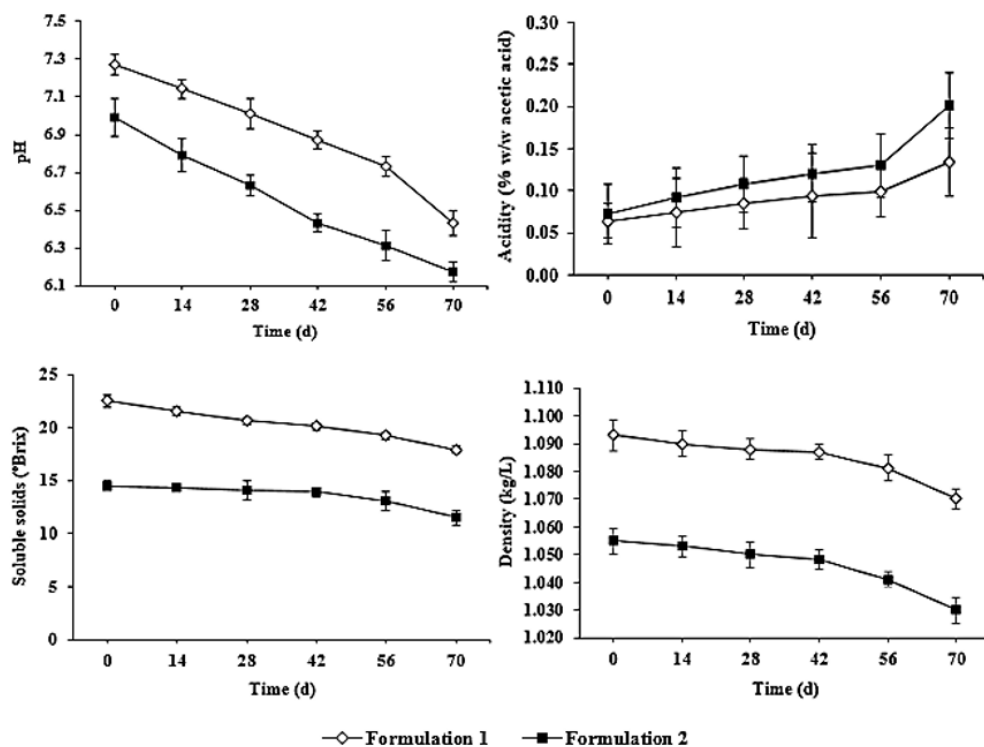 7.5
7.3
7.1
6.9
6.7
6.5
6.3
6.1
pH
0 14 28 42 56 70
Time (d)
0.30
0.25
0.20
0.15
0.10
0.05
0.00
Acidity (% w/w acetic acid)
0 14 28 42 56 70
Time (d)
25
20
15
10
5
0
Soluble solids (°Brix)
0 14 28 42 56 70
Time (d)
1.110
1.100
1.090
1.080
1.070
1.060
1.050
1.040
1.030
1.020
Density (kg/L)
0 14 28 42 56 70
Time (d)
Formulation 1 Formulation 2